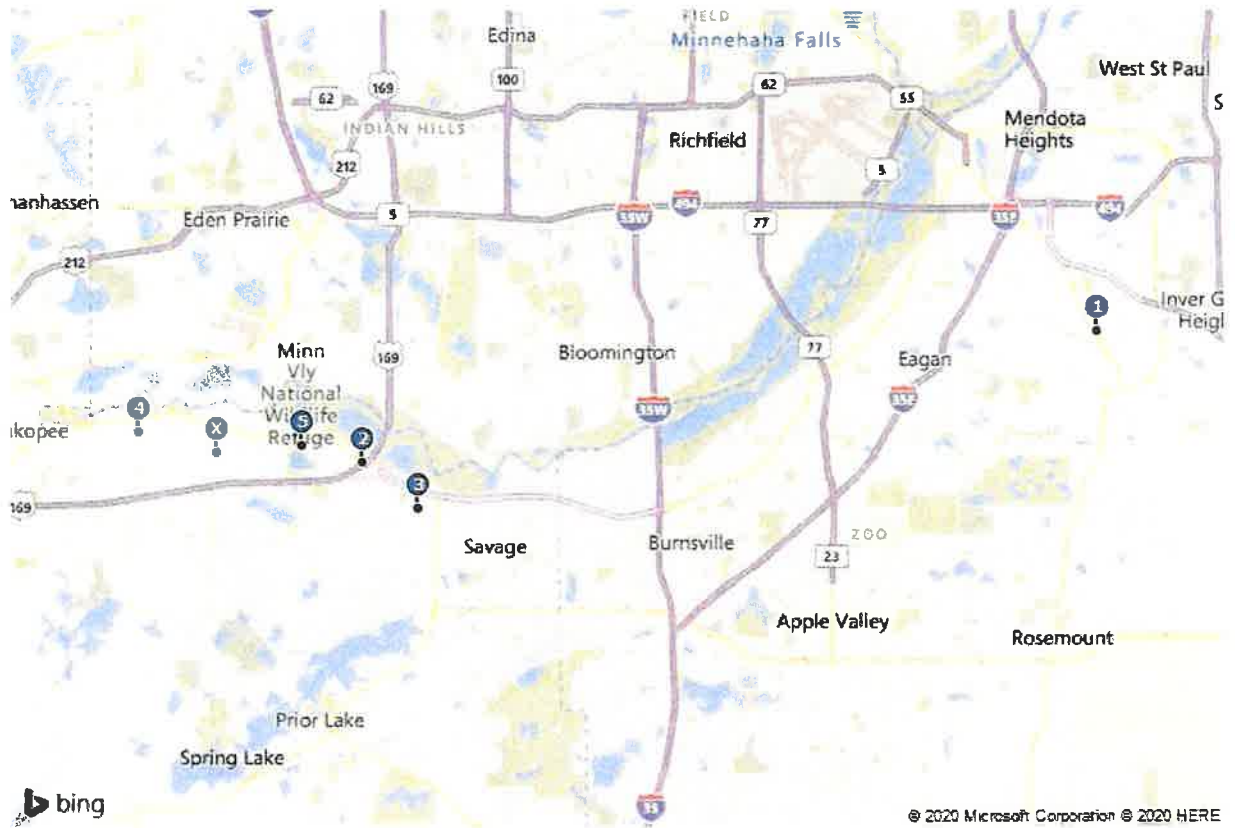 FIELD
Edina
Minnehaha Falls
169
100
62
West St Paul
62
55
S
INDIAN HILLS
Richfield
Mendota
Heights
212
5
hanhassen
Eden Prairie
5
35W
494
77
35E
494
212
1
Inver G
Heigl
Minn
Vly
National
Wildlife
Refuge
169
Bloomington
77
Eagan
35E
4
X
5
2
35W
akopee
3
169
Savage
Burnsville
ZOO
23
Apple Valley
Rosemount
Prior Lake
Spring Lake
35
bing
© 2020 Microsoft Corporation © 2020 HERE